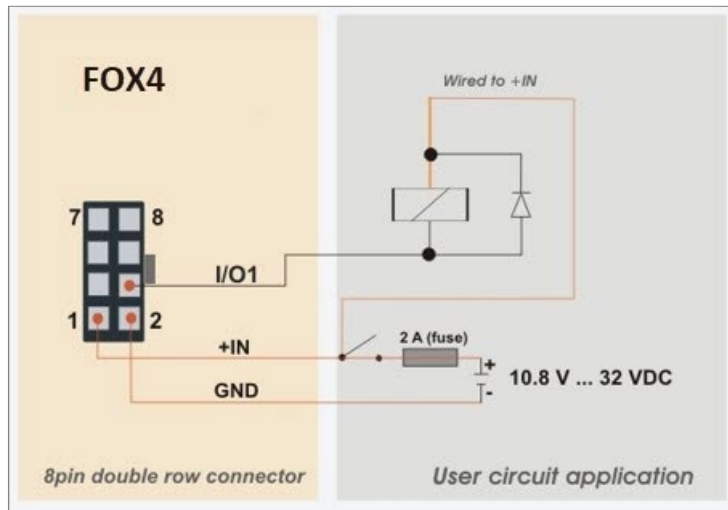 FOX4
Wired to +IN
7
8
I/O1
1
2
+IN
2 A (fuse)
+
10.8 V ... 32 VDC
GND
-
8pin double row connector
User circuit application